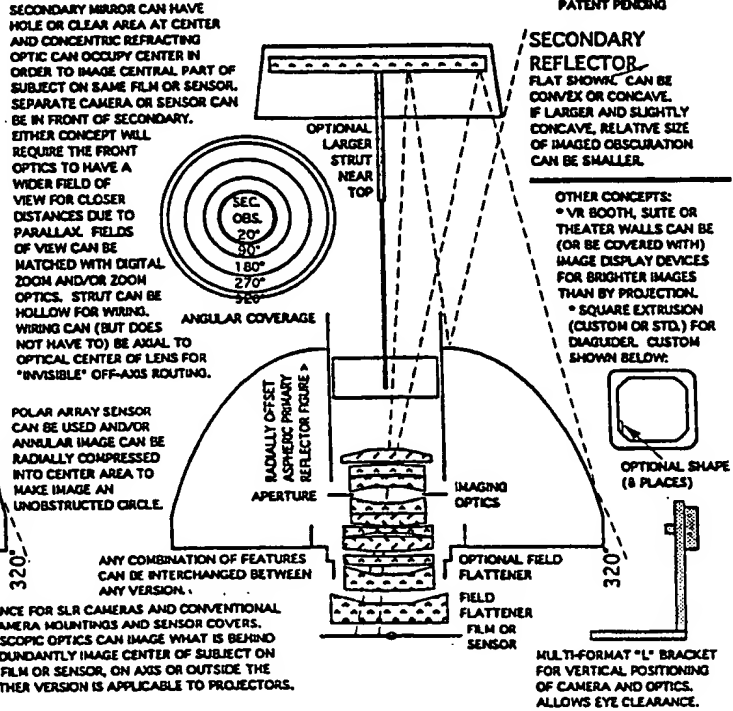 SECONDARY MIRROR CAN HAVE
HOLE OR CLEAR AREA AT CENTER
AND CONCENTRIC REFRACTING
OPTIC CAN OCCUPY CENTER IN
ORDER TO IMAGE CENTRAL PART OF
SUBJECT ON SAME FILM OR SENSOR.
SEPARATE CAMERA OR SENSOR CAN
BE IN FRONT OF SECONDARY.
EITHER CONCEPT WILL
REQUIRE THE FRONT
OPTICS TO HAVE A
WIDER FIELD OF
VIEW FOR CLOSER
DISTANCES DUE TO
PARALLAX. FIELDS
OF VIEW CAN BE
MATCHED WITH DIGITAL
ZOOM AND/OR ZOOM
OPTICS. STRUT CAN BE
HOLLOW FOR WIRING.
WIRING CAN (BUT DOES
NOT HAVE TO) BE AXIAL TO
OPTICAL CENTER OF LENS FOR
"INVISIBLE" OFF-AXIS ROUTING.
POLAR ARRAY SENSOR
CAN BE USED AND/OR
ANNULAR IMAGE CAN BE
RADIALLY COMPRESSED
INTO CENTER AREA TO
MAKE IMAGE AN
UNOBSTRUCTED CIRCLE.
320°
ANY COMBINATION OF FEATURES
CAN BE INTERCHANGED BETWEEN
ANY VERSION.
NCE FOR SLR CAMERAS AND CONVENTIONAL
AMERA MOUNTINGS AND SENSOR COVERS.
SCOPIC OPTICS CAN IMAGE WHAT IS BEHIND
DUNDANTLY IMAGE CENTER OF SUBJECT ON
FILM OR SENSOR, ON AXIS OR OUTSIDE THE
THER VERSION IS APPLICABLE TO PROJECTORS.
SEC.
OBS.
20°
90°
180°
270°
320°
ANGULAR COVERAGE
OPTIONAL
LARGER
STRUT
NEAR
TOP
RADIALLY OFFSET
ASPHERIC PRIMARY
REFLECTOR FIGURE >
APERTURE
IMAGING
OPTICS
OPTIONAL FIELD
FLATTENER
FIELD
FLATTENER
FILM OR
SENSOR
320°
PATENT PENDING
SECONDARY
REFLECTOR
FLAT SHOWN. CAN BE
CONVEX OR CONCAVE.
IF LARGER AND SLIGHTLY
CONCAVE, RELATIVE SIZE
OF IMAGED OBSCURATION
CAN BE SMALLER.
OTHER CONCEPTS:
* VR BOOTH, SUITE OR
THEATER WALLS CAN BE
(OR BE COVERED WITH)
IMAGE DISPLAY DEVICES
FOR BRIGHTER IMAGES
THAN BY PROJECTION.
* SQUARE EXTRUSION
(CUSTOM OR STD.) FOR
DIAGUIDER. CUSTOM
SHOWN BELOW:
OPTIONAL SHAPE
(8 PLACES)
MULTI-FORMAT "L" BRACKET
FOR VERTICAL POSITIONING
OF CAMERA AND OPTICS.
ALLOWS EYE CLEARANCE.